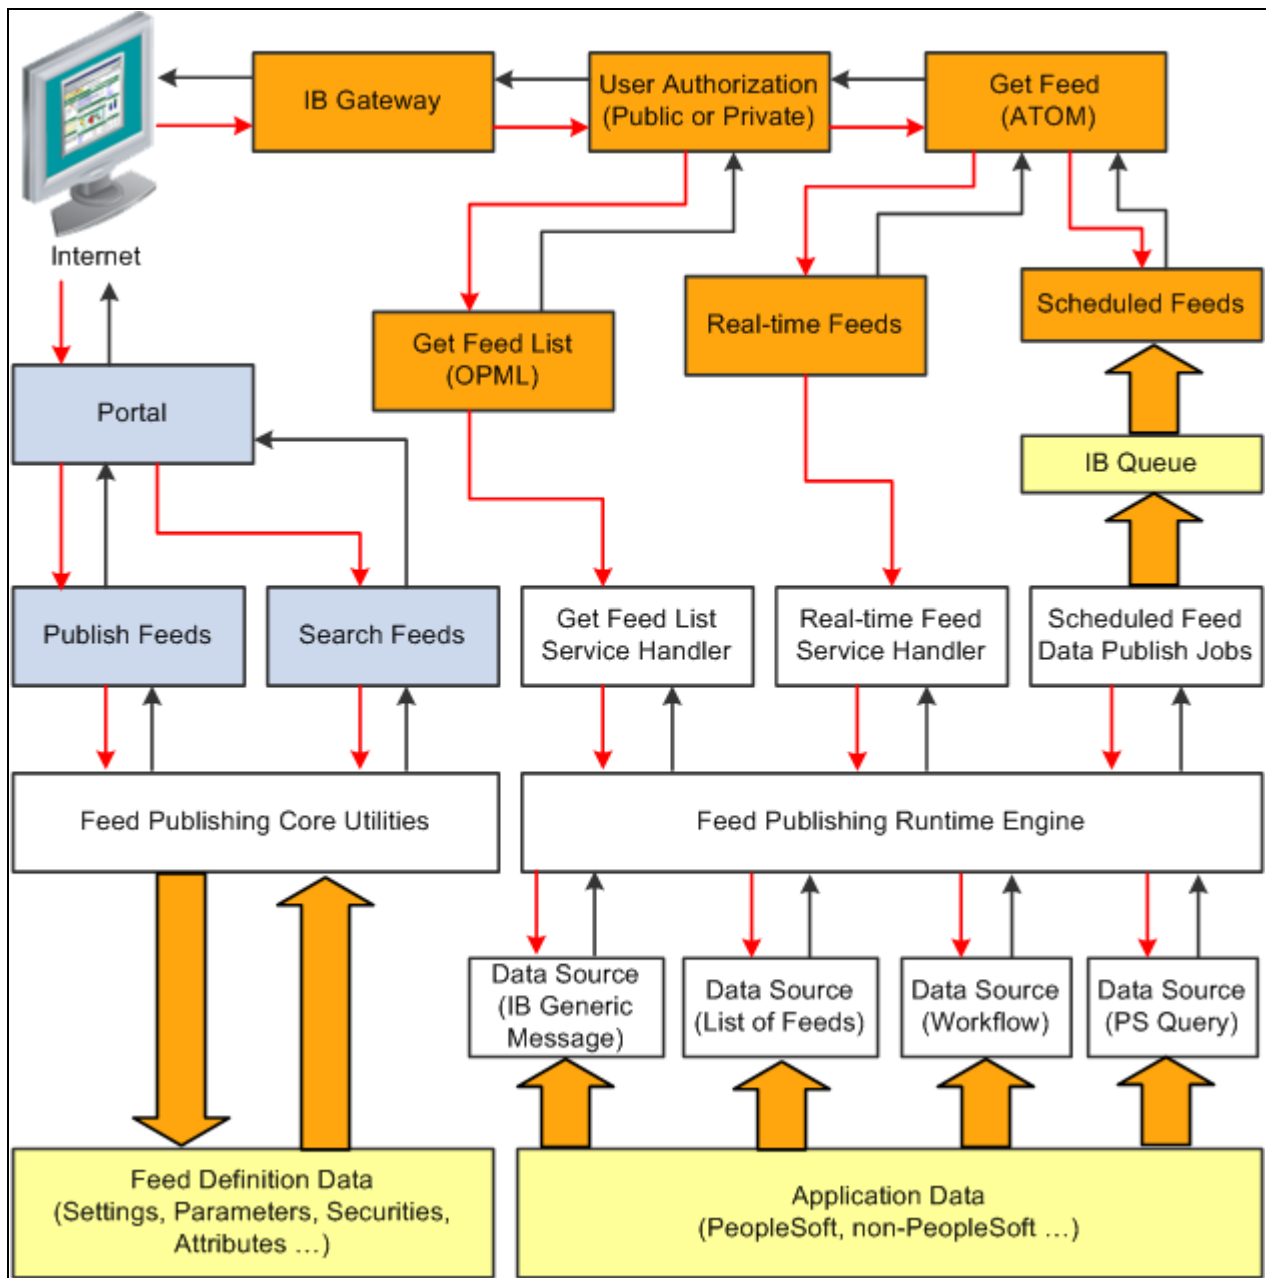 IB Gateway
User Authorization
(Public or Private)
Get Feed
(ATOM)
Internet
Get Feed List
(OPML)
Real-time Feeds
Scheduled Feeds
Portal
IB Queue
Publish Feeds
Search Feeds
Get Feed List
Service Handler
Real-time Feed
Service Handler
Scheduled Feed
Data Publish Jobs
Feed Publishing Core Utilities
Feed Publishing Runtime Engine
Data Source
(IB Generic
Message)
Data Source
(List of Feeds)
Data Source
(Workflow)
Data Source
(PS Query)
Feed Definition Data
(Settings, Parameters, Securities,
Attributes ...)
Application Data
(PeopleSoft, non-PeopleSoft ...)